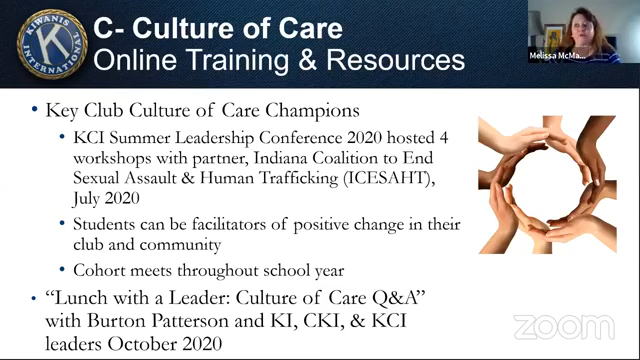 KIWANIS
K
INTERNATIONAL
C- Culture of Care
Online Training & Resources
Melissa McMa...
• Key Club Culture of Care Champions
• KCI Summer Leadership Conference 2020 hosted 4
workshops with partner, Indiana Coalition to End
Sexual Assault & Human Trafficking (ICESAHT),
July 2020
• Students can be facilitators of positive change in their
club and community
• Cohort meets throughout school year
• “Lunch with a Leader: Culture of Care Q&A”
with Burton Patterson and KI, CKI, & KCI
leaders October 2020
zoom